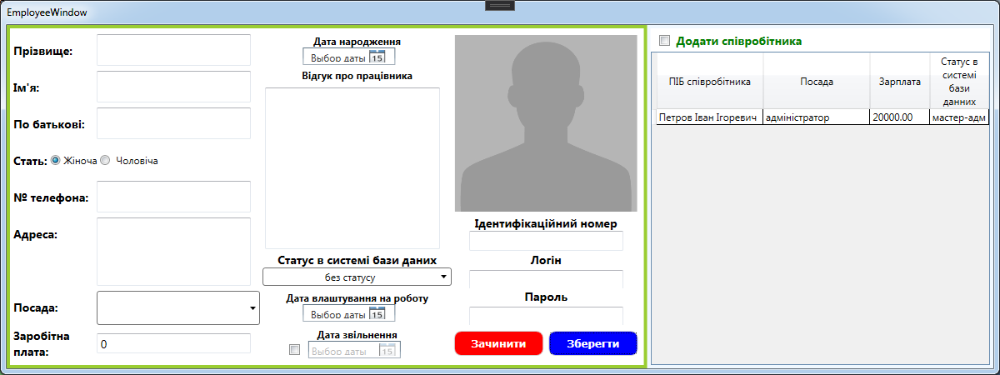 EmployeeWindow
Прізвище:
Ім'я:
По батькові:
Стать:
Жіноча
Чоловіча
№ телефона:
Адреса:
Посада:
Заробітна
плата:
0
Дата народження
Выбор даты
15
Відгук про працівника
Статус в системі бази даних
без статусу
Дата влаштування на роботу
Выбор даты
15
Дата звільнення
Выбор даты
15
Ідентифікаційний номер
Логін
Пароль
Зачинити
Зберегти
Додати співробітника
ПІБ співробітника
Посада
Зарплата
Статус в
системі
бази
данних
Петров Іван Ігоревич
адміністратор
20000.00
мастер-адм